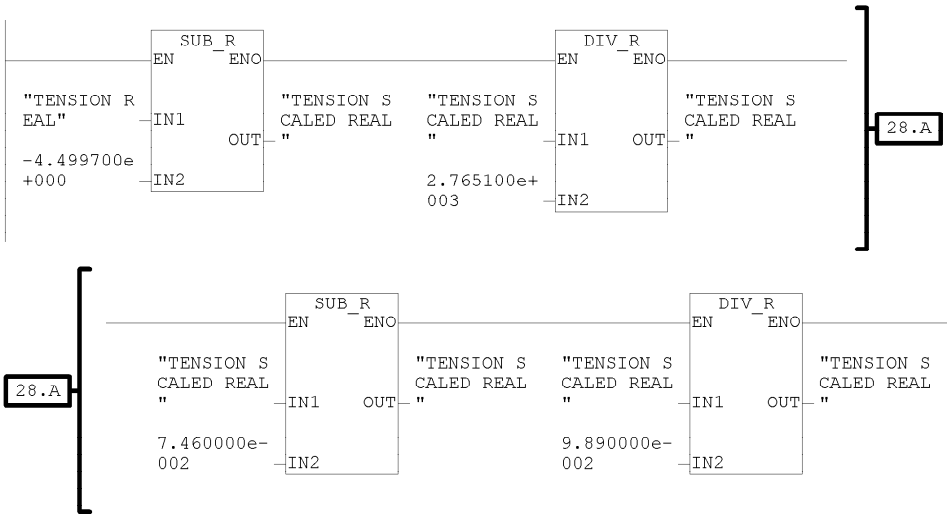 SUB_R
DIV_R
EN ENO
EN ENO
"TENSION R
EAL"
IN1
"TENSION S
CALED REAL
"
OUT
"TENSION S
CALED REAL
"
IN1
"TENSION S
CALED REAL
"
OUT
28.A
-4.499700e
+000
IN2
2.765100e+
003
IN2
28.A
SUB_R
DIV_R
EN ENO
EN ENO
"TENSION S
CALED REAL
"
IN1
"TENSION S
CALED REAL
"
OUT
"TENSION S
CALED REAL
"
IN1
"TENSION S
CALED REAL
"
OUT
7.460000e-
002
IN2
9.890000e-
002
IN2